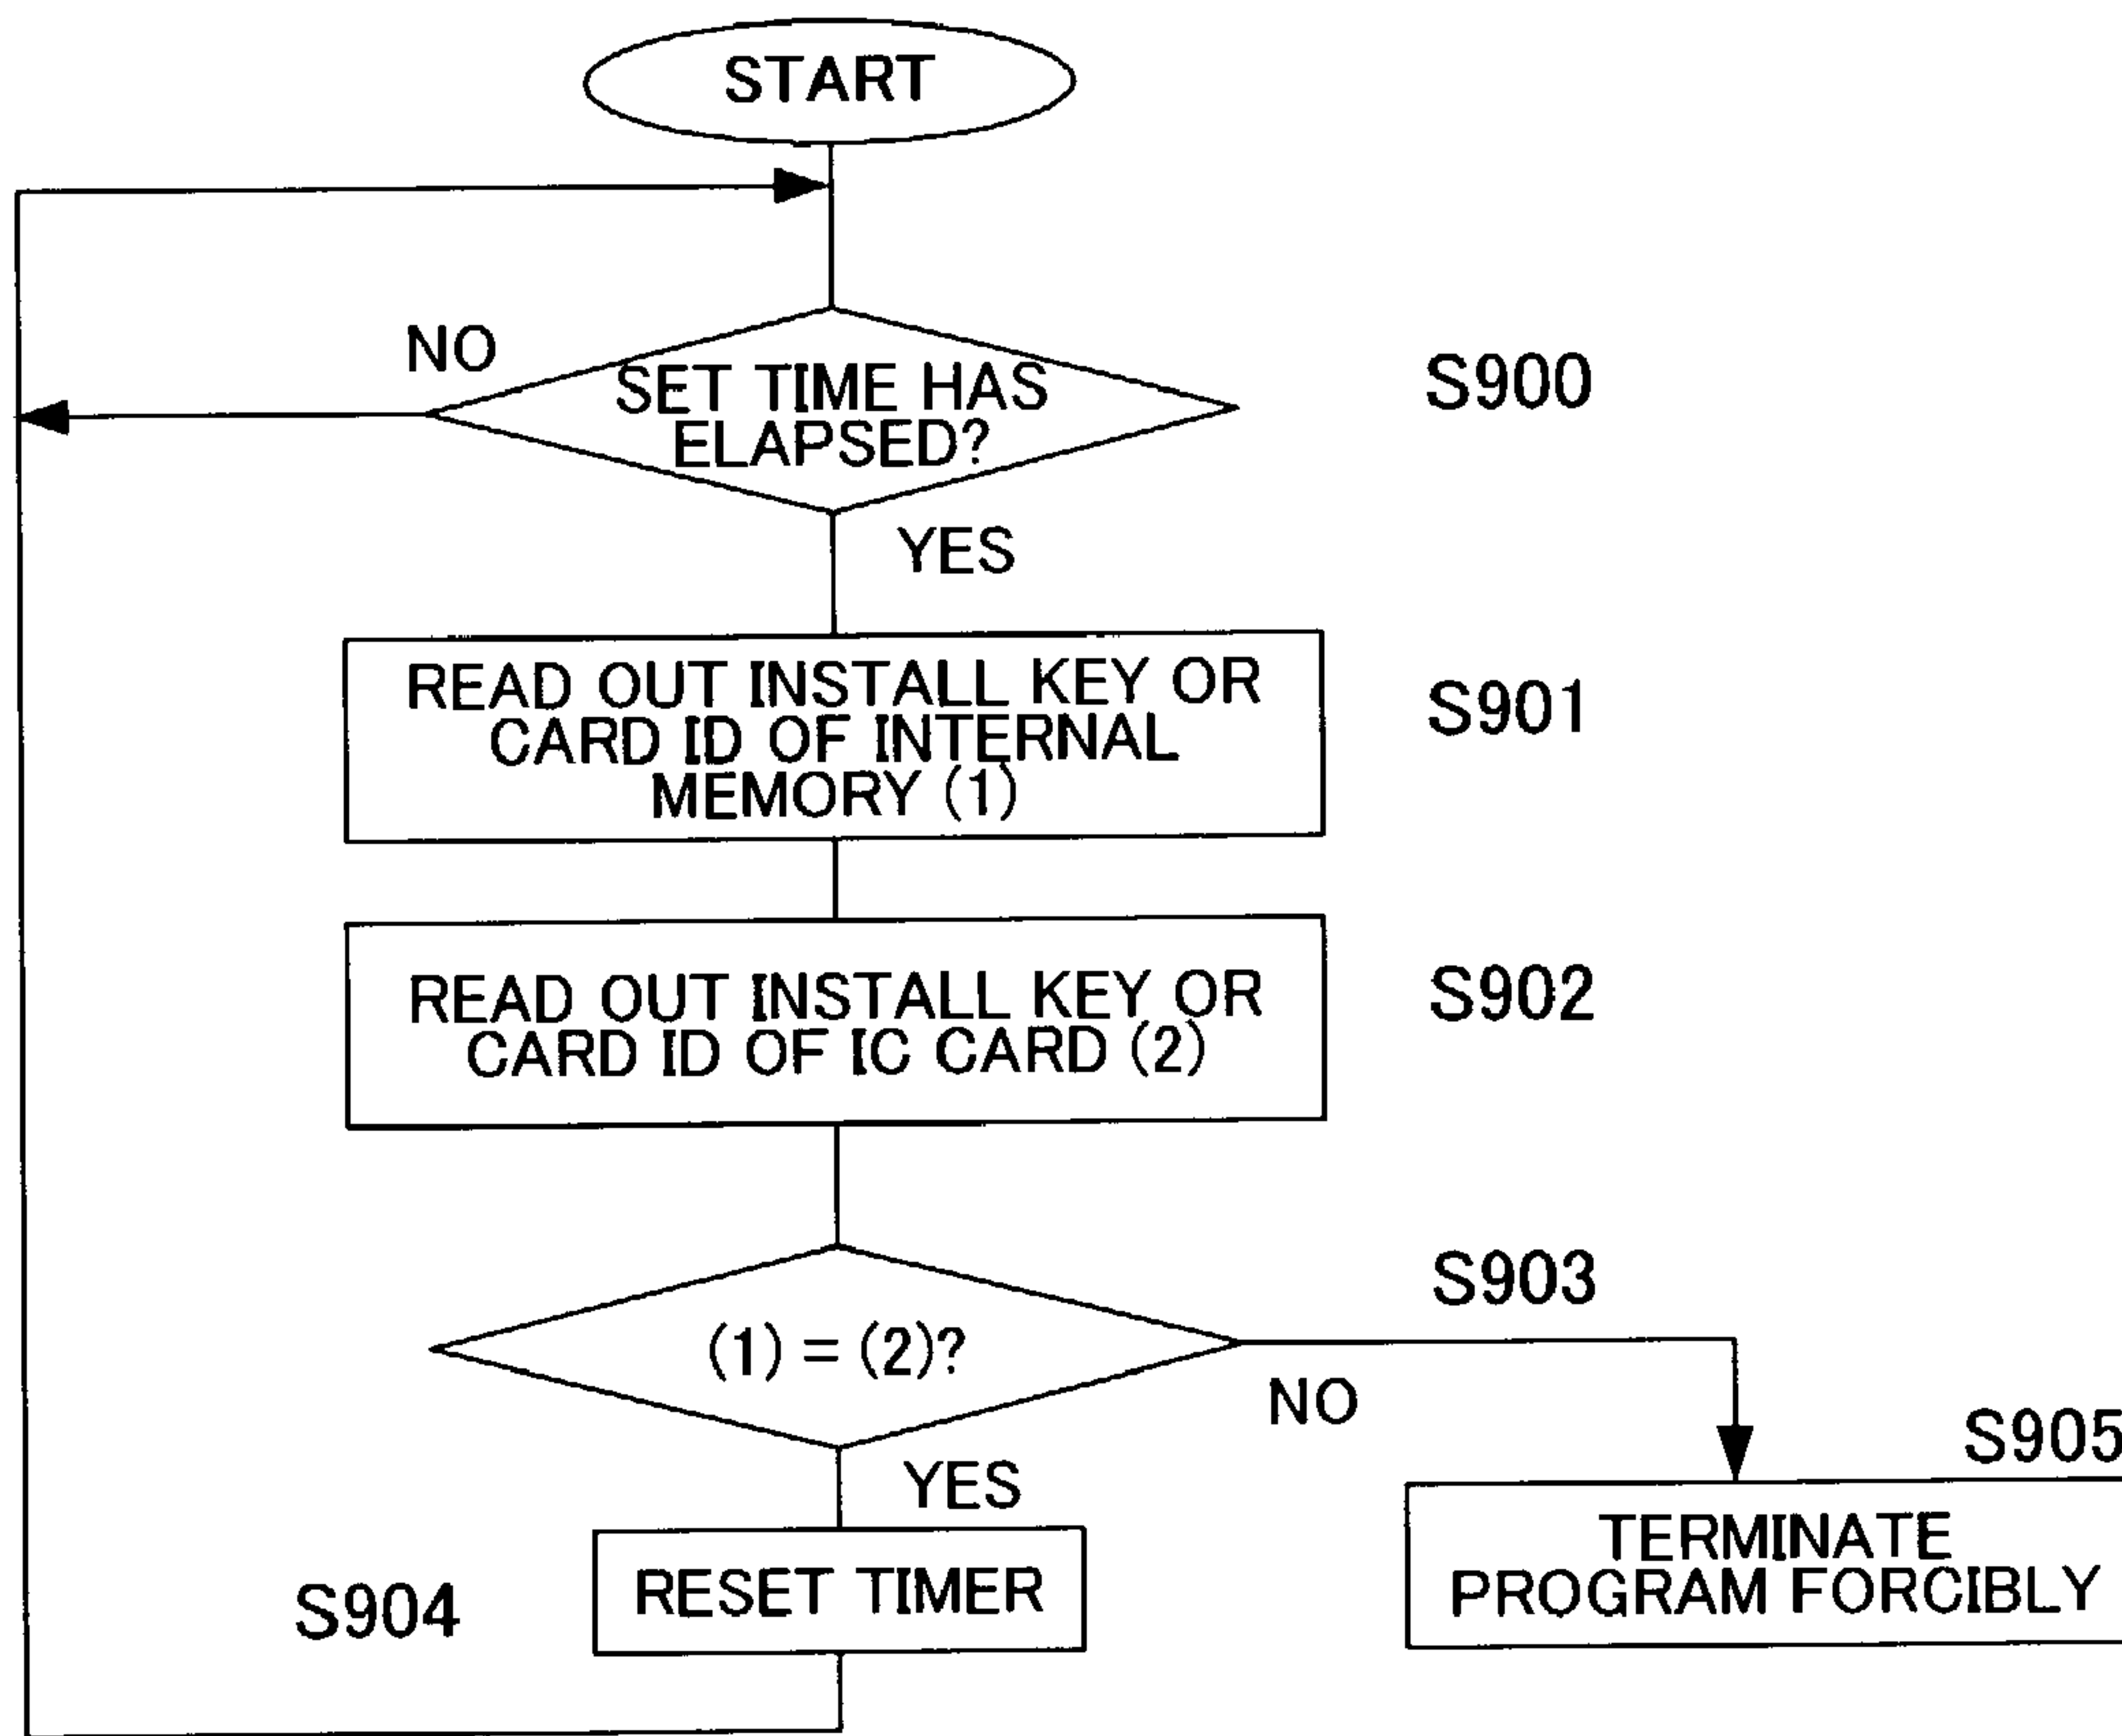 START
NO
SET TIME HAS
ELAPSED?
S900
YES
READ OUT INSTALL KEY OR
CARD ID OF INTERNAL
MEMORY (1)
S901
READ OUT INSTALL KEY OR
CARD ID OF IC CARD (2)
S902
S903
(1) = (2)?
NO
S905
YES
TERMINATE
PROGRAM FORCIBLY
RESET TIMER
S904